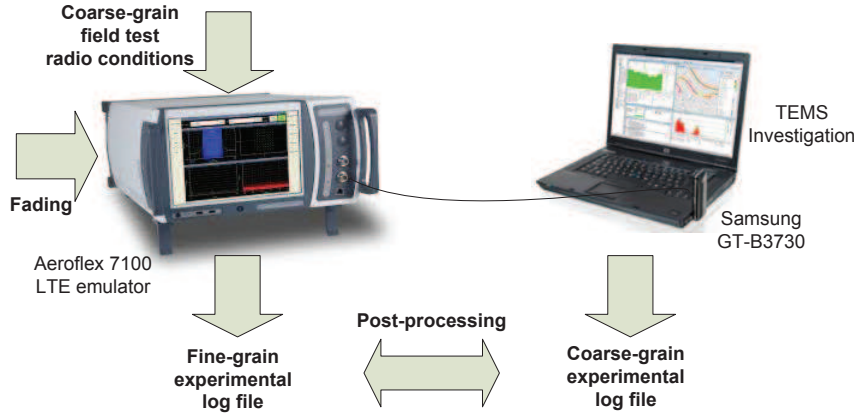 Coarse-grain
field test
radio conditions
Fading
Aeroflex 7100
LTE emulator
TEMS
Investigation
Samsung
GT-B3730
Post-processing
Fine-grain
experimental
log file
Coarse-grain
experimental
log file